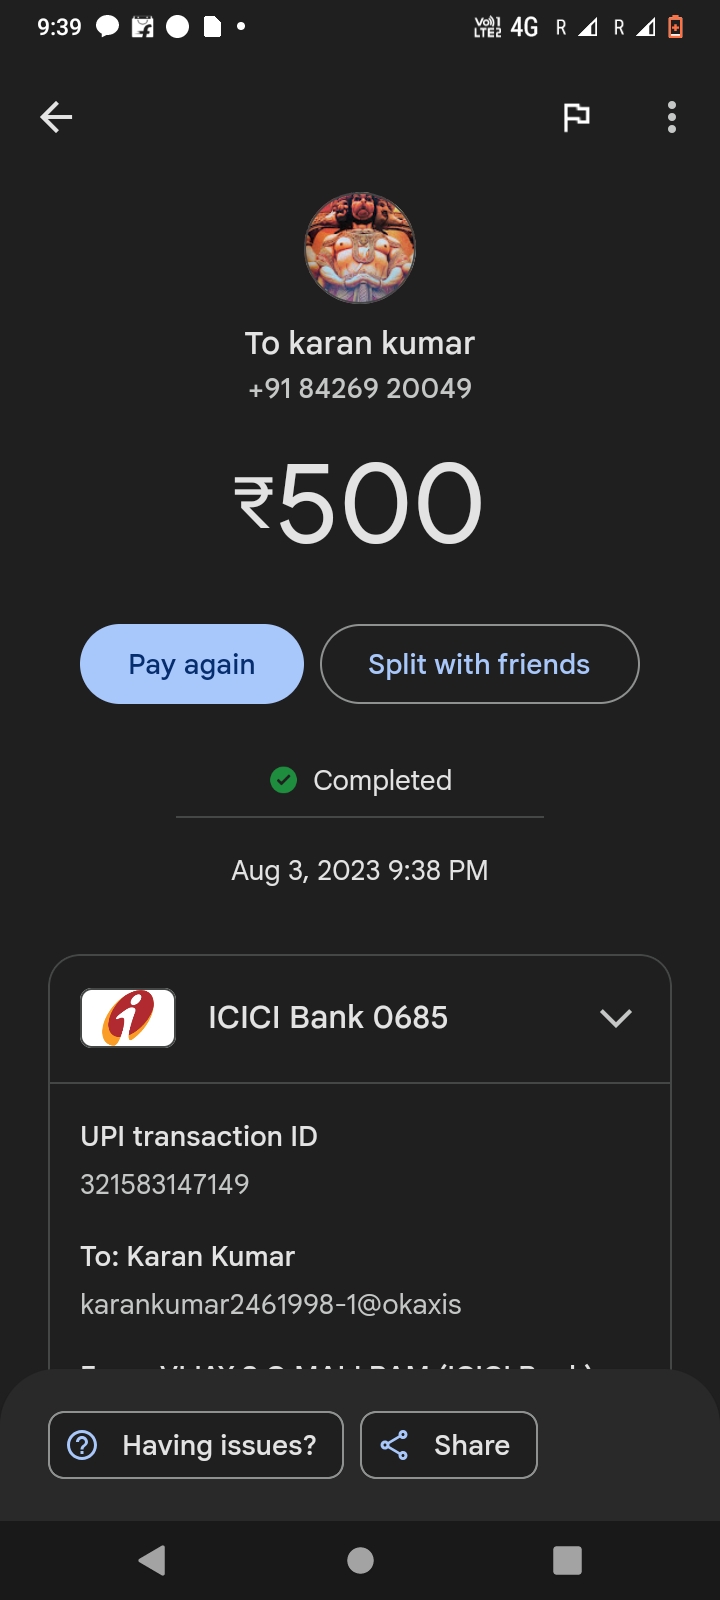 9:39
Vo))1 LTE2 4G R R
To karan kumar
+91 84269 20049
₹500
Pay again
Split with friends
Completed
Aug 3, 2023 9:38 PM
ICICI Bank 0685
UPI transaction ID
321583147149
To: Karan Kumar
karankumar2461998-1@okaxis
Having issues?
Share